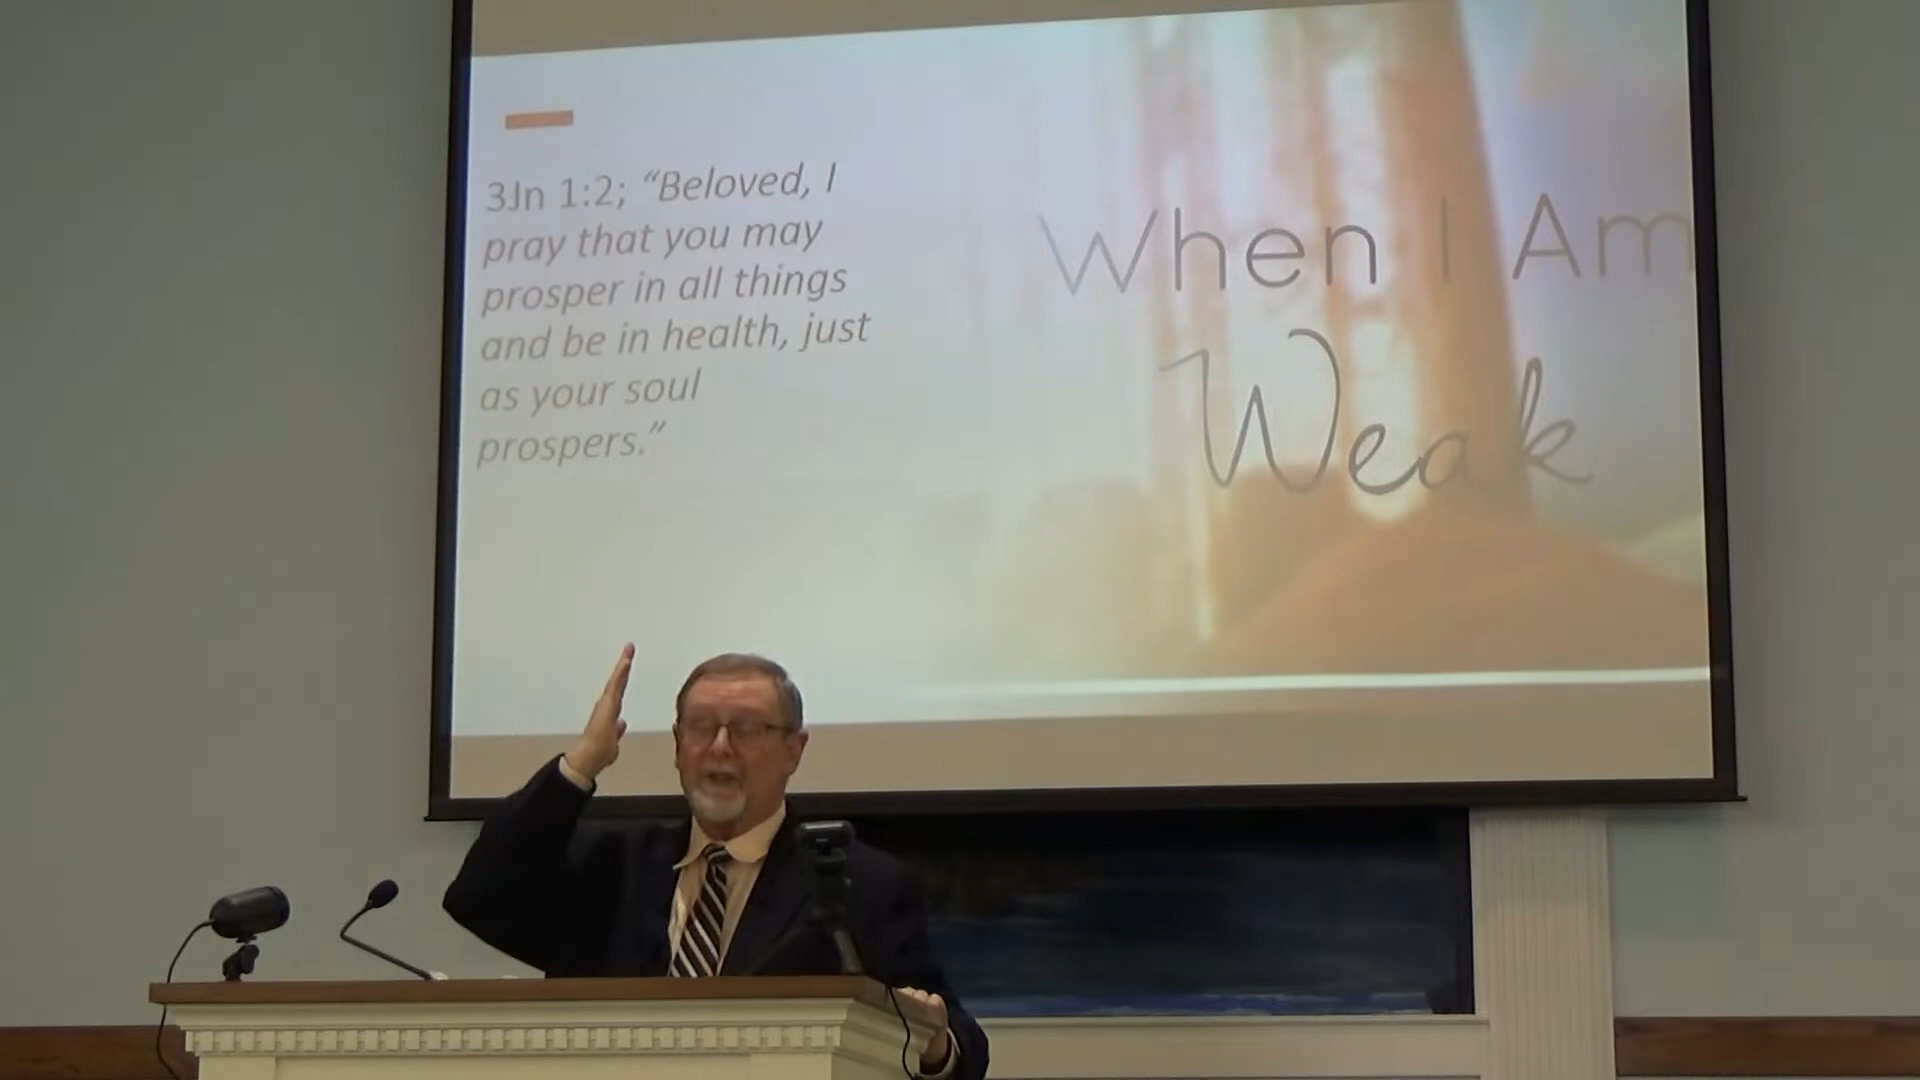 3Jn 1:2; “Beloved, I
pray that you may
prosper in all things
and be in health, just
as your soul
prospers.”
When I Am
Weak